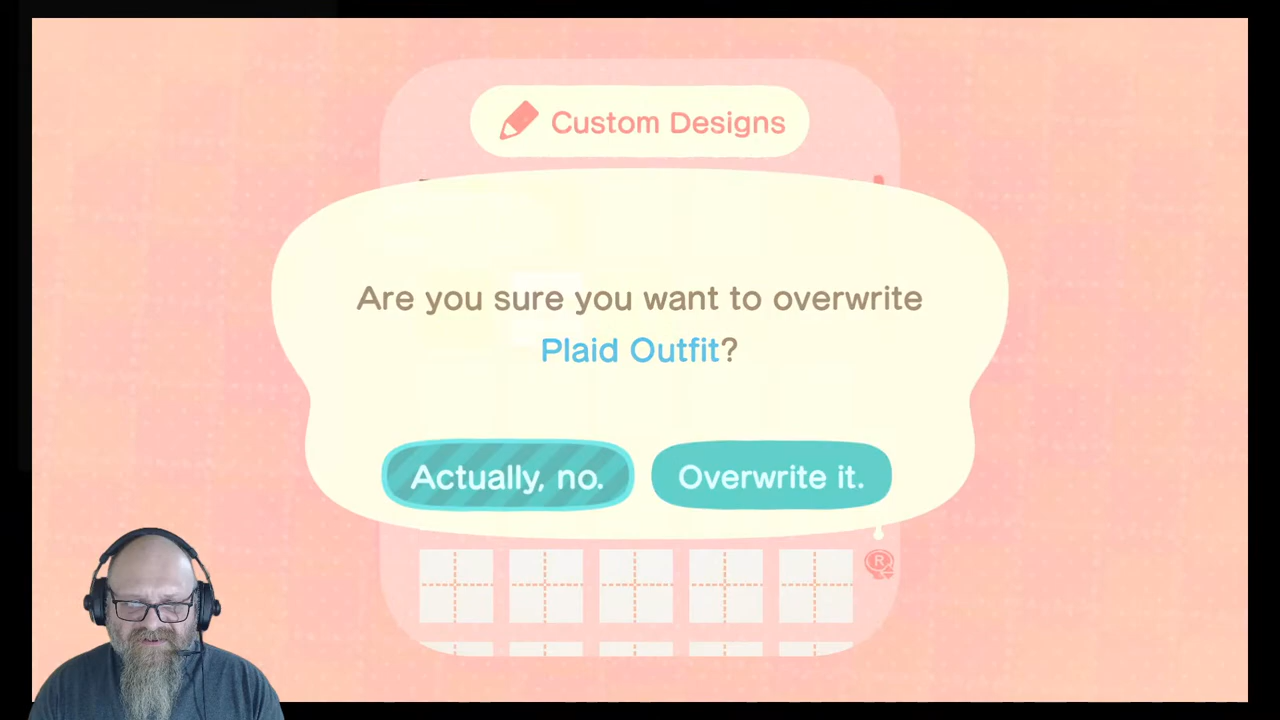 Custom Designs
Are you sure you want to overwrite
Plaid Outfit?
Actually, no.
Overwrite it.
R